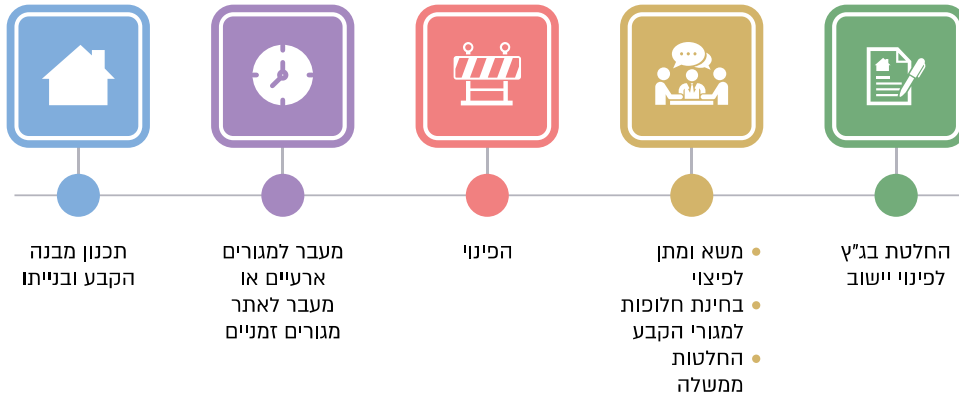 החלטת בג"ץ
לפינוי יישוב
• משא ומתן
לפיצוי
• בחינת חלופות
למגורי הקבע
• החלטות
ממשלה
הפינוי
מעבר למגורים
ארעיים או
מעבר לאתר
מגורים זמניים
תכנון מבנה
הקבע ובנייתו